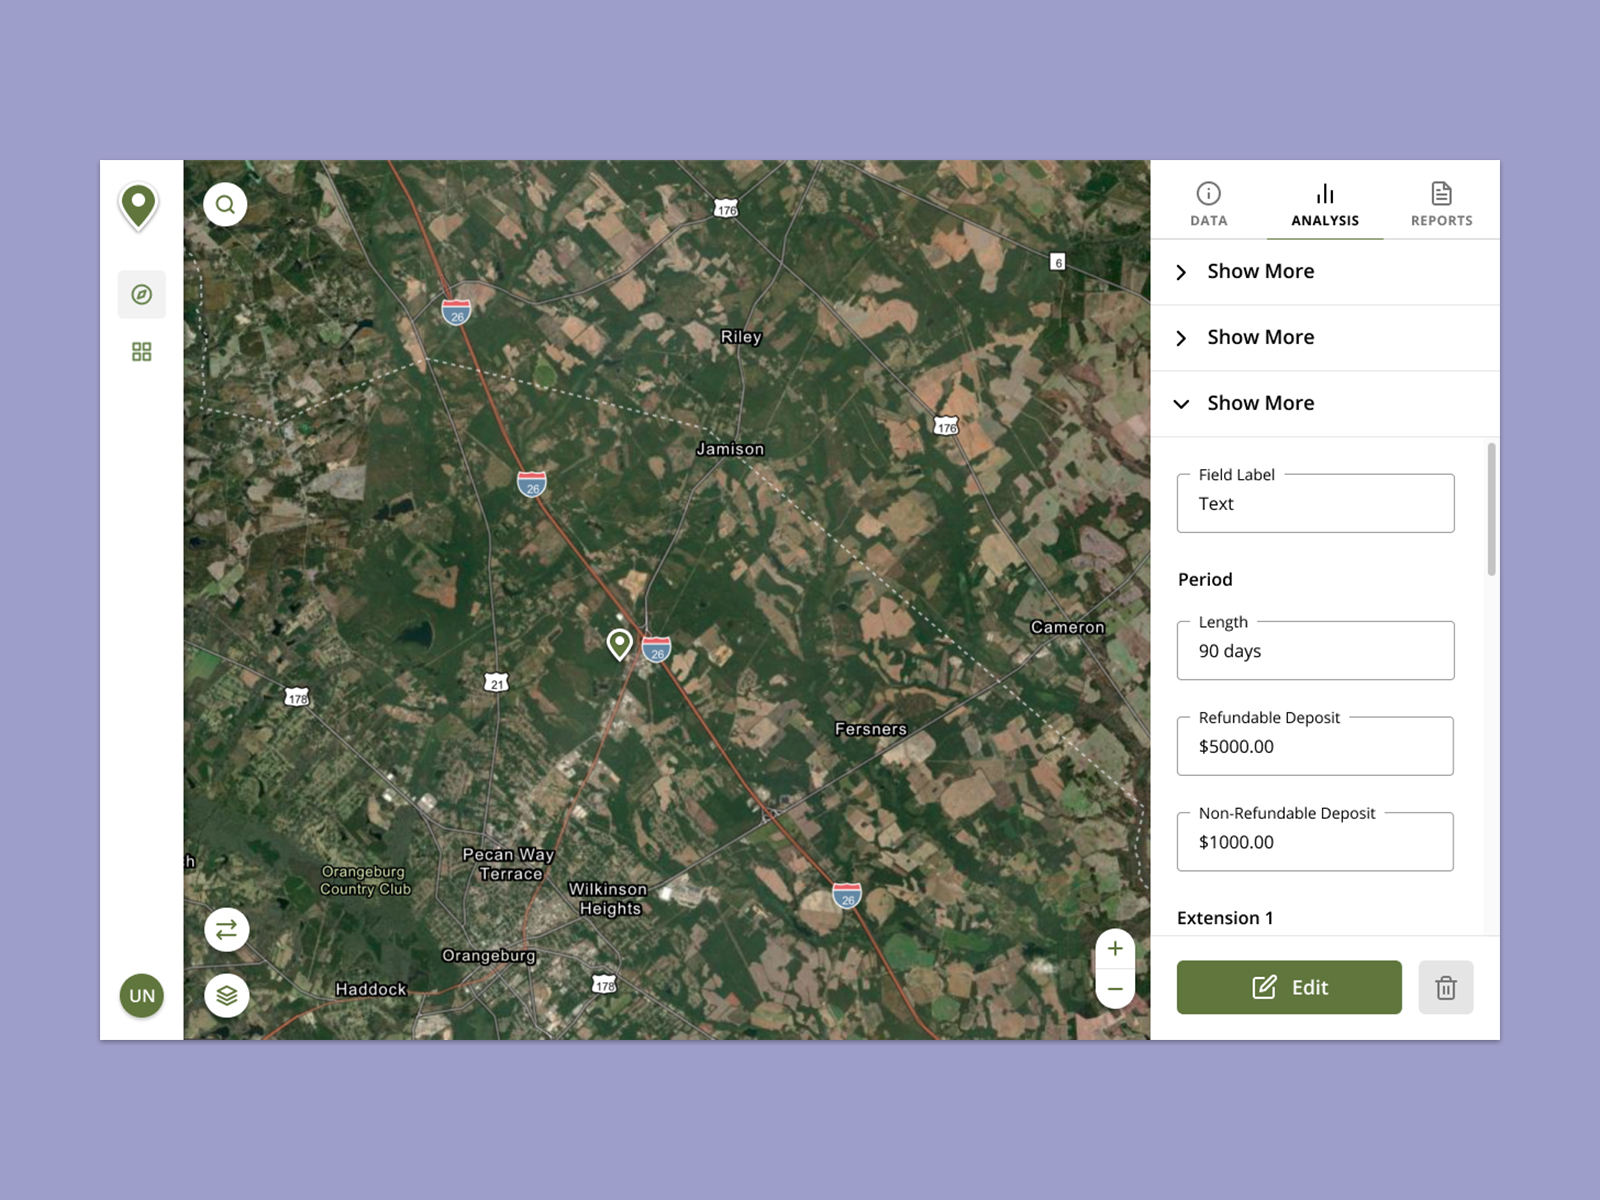 DATA
ANALYSIS
REPORTS
Show More
Show More
Show More
Field Label
Text
Period
Length
90 days
Refundable Deposit
$5000.00
Non-Refundable Deposit
$1000.00
Extension 1
Edit
UN
176
6
26
Riley
176
Jamison
26
Cameron
26
21
178
Fersners
Pecan Way
Terrace
h
Orangeburg
Country Club
Wilkinson
Heights
26
Orangeburg
178
Haddock